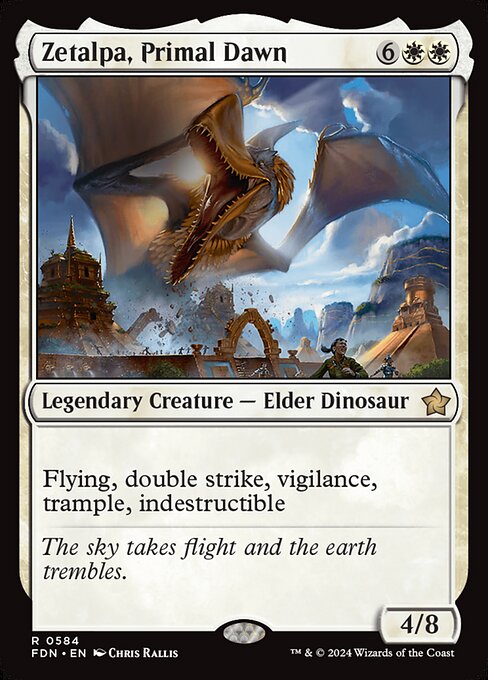 Zetalpa, Primal Dawn 6
Legendary Creature — Elder Dinosaur
Flying, double strike, vigilance,
trample, indestructible
The sky takes flight and the earth
trembles.
4/8
R 0584
FDN • EN Chris Rallis
™ & © 2024 Wizards of the Coast